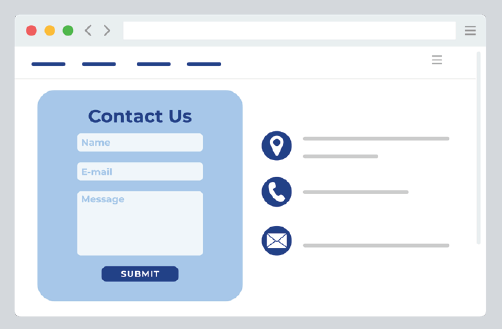 Contact Us
Name
E-mail
Message
SUBMIT